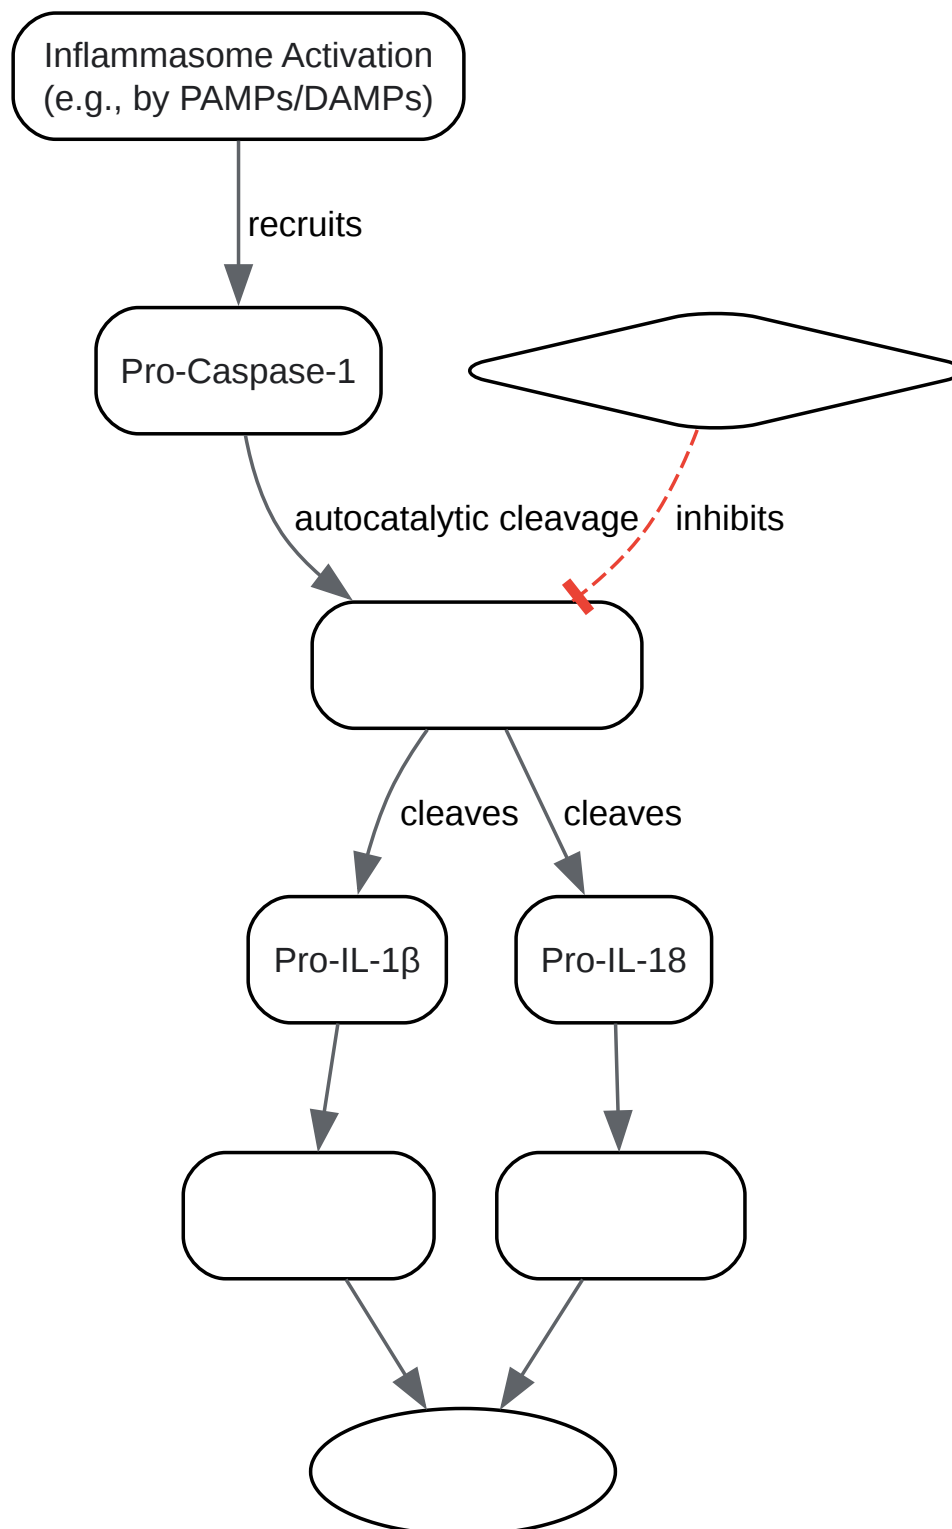 Inflammasome Activation
(e.g., by PAMPs/DAMPs)
recruits
Pro-Caspase-1
autocatalytic cleavage
inhibits
cleaves
cleaves
Pro-IL-1β
Pro-IL-18